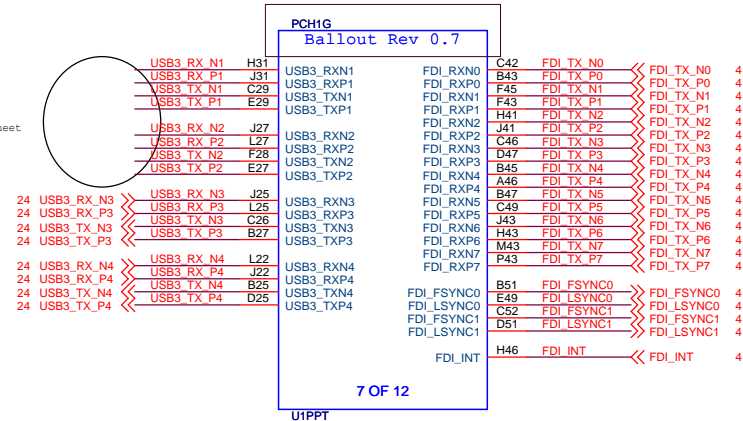 PCH1G
Ballout Rev 0.7
USB3_RX_N1 H31 USB3_RXN1 FDI_RXN0 C42 FDI_TX_N0 FDI_TX_N0 4
USB3_RX_P1 J31 USB3_RXP1 FDI_RXP0 B43 FDI_TX_P0 FDI_TX_P0 4
USB3_TX_N1 C29 USB3_TXN1 FDI_RXN1 F45 FDI_TX_N1 FDI_TX_N1 4
USB3_TX_P1 E29 USB3_TXP1 FDI_RXP1 F43 FDI_TX_P1 FDI_TX_P1 4
FDI_RXN2 H41 FDI_TX_N2 FDI_TX_N2 4
heet USB3_RX_N2 J27 USB3_RXN2 FDI_RXP2 J41 FDI_TX_P2 FDI_TX_P2 4
USB3_RX_P2 L27 USB3_RXP2 FDI_RXN3 C46 FDI_TX_N3 FDI_TX_N3 4
USB3_TX_N2 F28 USB3_TXN2 FDI_RXP3 D47 FDI_TX_P3 FDI_TX_P3 4
USB3_TX_P2 E27 USB3_TXP2 FDI_RXN4 B45 FDI_TX_N4 FDI_TX_N4 4
FDI_RXP4 A46 FDI_TX_P4 FDI_TX_P4 4
24 USB3_RX_N3 USB3_RX_N3 J25 USB3_RXN3 FDI_RXN5 B47 FDI_TX_N5 FDI_TX_N5 4
24 USB3_RX_P3 USB3_RX_P3 L25 USB3_RXP3 FDI_RXP5 C49 FDI_TX_P5 FDI_TX_P5 4
24 USB3_TX_N3 USB3_TX_N3 C26 USB3_TXN3 FDI_RXN6 J43 FDI_TX_N6 FDI_TX_N6 4
24 USB3_TX_P3 USB3_TX_P3 B27 USB3_TXP3 FDI_RXP6 H43 FDI_TX_P6 FDI_TX_P6 4
FDI_RXN7 M43 FDI_TX_N7 FDI_TX_N7 4
24 USB3_RX_N4 USB3_RX_N4 L22 USB3_RXN4 FDI_RXP7 P43 FDI_TX_P7 FDI_TX_P7 4
24 USB3_RX_P4 USB3_RX_P4 J22 USB3_RXP4
24 USB3_TX_N4 USB3_TX_N4 B25 USB3_TXN4 FDI_FSYNC0 B51 FDI_FSYNC0 FDI_FSYNC0 4
24 USB3_TX_P4 USB3_TX_P4 D25 USB3_TXP4 FDI_LSYNC0 E49 FDI_LSYNC0 FDI_LSYNC0 4
FDI_FSYNC1 C52 FDI_FSYNC1 FDI_FSYNC1 4
FDI_LSYNC1 D51 FDI_LSYNC1 FDI_LSYNC1 4
FDI_INT H46 FDI_INT FDI_INT 4
7 OF 12
U1PPT